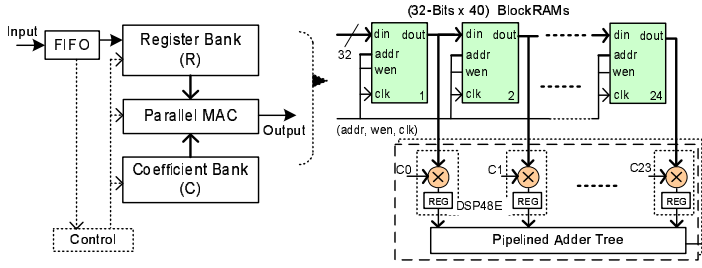 Input
FIFO
Register Bank
(R)
Parallel MAC
Output
Coefficient Bank
(C)
Control
(32-Bits x 40) BlockRAMs
32
din dout
addr
wen
clk
1
din dout
addr
wen
clk
2
din dout
addr
wen
clk
24
(addr, wen, clk)
C0
REG
DSP48E
C1
REG
C23
REG
Pipelined Adder Tree